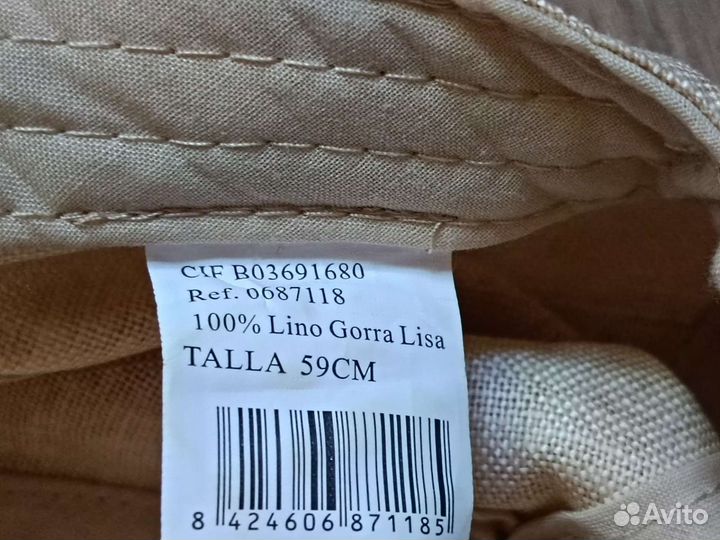 CIF B03691680
Ref. 0687118
100% Lino Gorra Lisa
TALLA 59CM
8 424606 871185
Avito